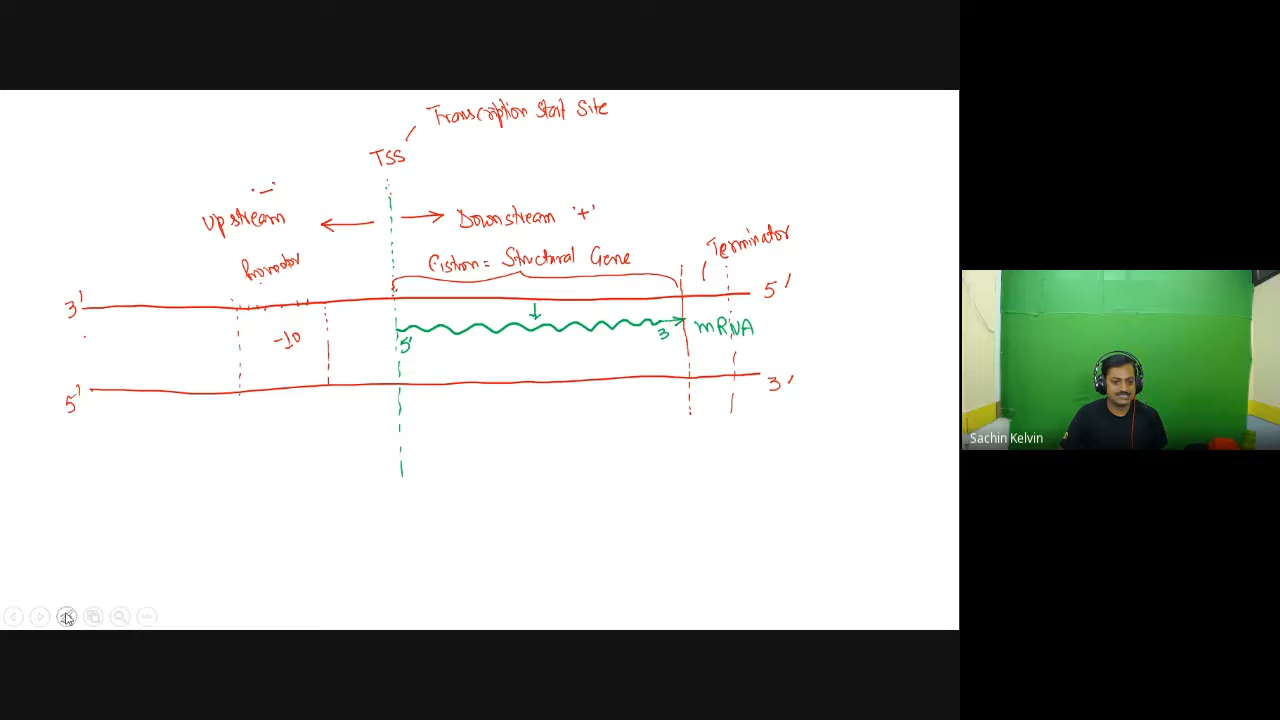 Transcription Start Site
TSS
'-'
Upstream
Downstream '+'
Promotor
Cistron = Structural Gene
Terminator
3'
5'
-10
5'
3'
mRNA
5'
3'
Sachin Kelvin